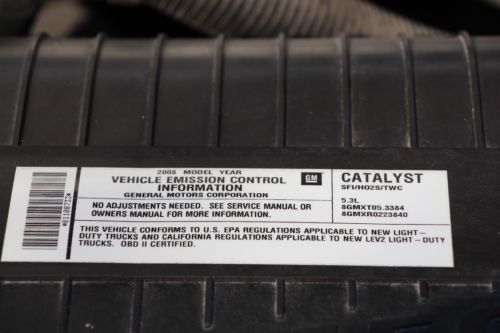 2008 MODEL YEAR
VEHICLE EMISSION CONTROL
INFORMATION
GENERAL MOTORS CORPORATION
GM
CATALYST
SFI/HO2S/TWC
NO ADJUSTMENTS NEEDED. SEE SERVICE MANUAL OR
OWNERS MANUAL FOR MORE INFORMATION.
5.3L
8GMXT05.3384
8GMXR0223840
THIS VEHICLE CONFORMS TO U.S. EPA REGULATIONS APPLICABLE TO NEW LIGHT-
DUTY TRUCKS AND CALIFORNIA REGULATIONS APPLICABLE TO NEW LEV2 LIGHT-DUTY
TRUCKS. OBD II CERTIFIED.